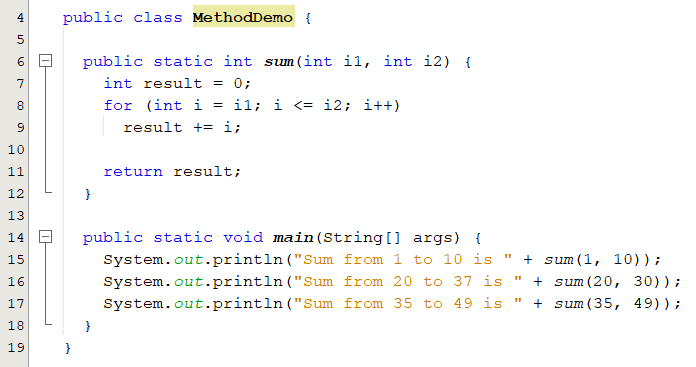 4 public class MethodDemo {
5
6 public static int sum(int i1, int i2) {
7 int result = 0;
8 for (int i = i1; i <= i2; i++)
9 result += i;
10
11 return result;
12 }
13
14 public static void main(String[] args) {
15 System.out.println("Sum from 1 to 10 is " + sum(1, 10));
16 System.out.println("Sum from 20 to 37 is " + sum(20, 30));
17 System.out.println("Sum from 35 to 49 is " + sum(35, 49));
18 }
19 }